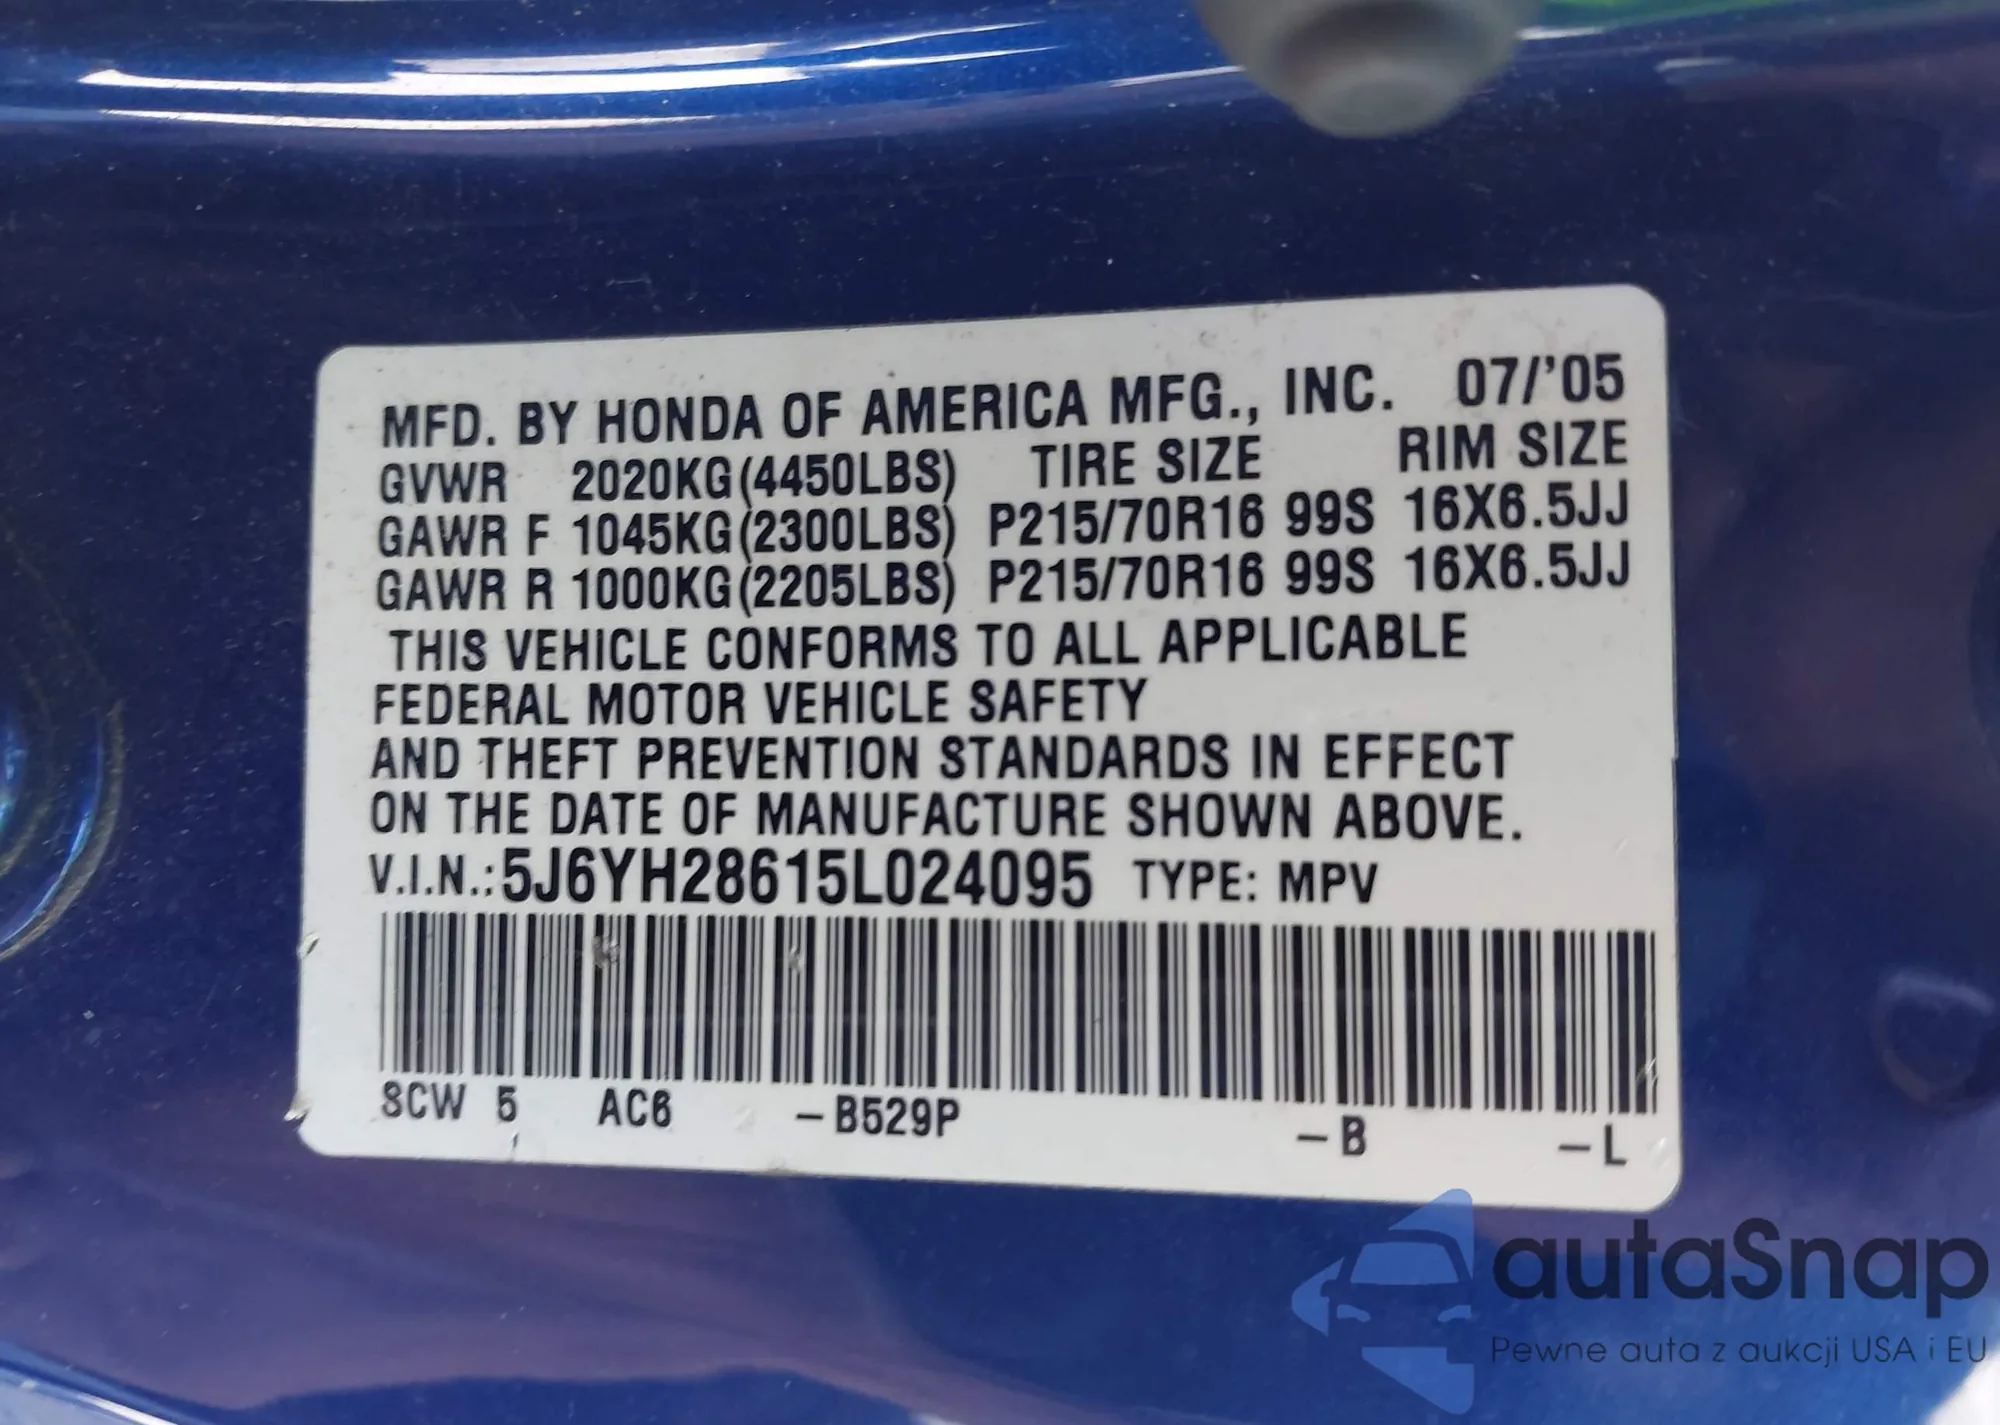 MFD. BY HONDA OF AMERICA MFG., INC. 07/'05
GVWR 2020KG(4450LBS) TIRE SIZE RIM SIZE
GAWR F 1045KG(2300LBS) P215/70R16 99S 16X6.5JJ
GAWR R 1000KG(2205LBS) P215/70R16 99S 16X6.5JJ
THIS VEHICLE CONFORMS TO ALL APPLICABLE
FEDERAL MOTOR VEHICLE SAFETY
AND THEFT PREVENTION STANDARDS IN EFFECT
ON THE DATE OF MANUFACTURE SHOWN ABOVE.
V.I.N.:5J6YH28615L024095 TYPE: MPV
SCW 5 AC6 –B529P –B –L
autaSnap
Pewne auta z aukcji USA i EU